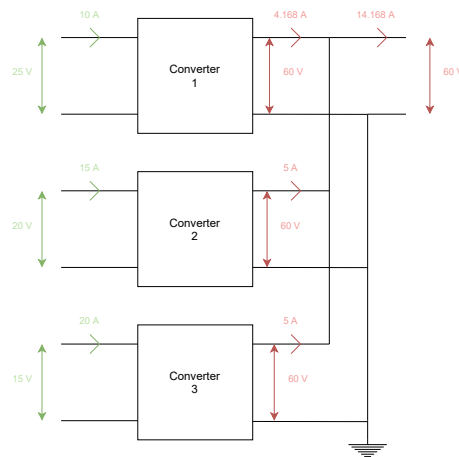 10 A
4.168 A
14.168 A
25 V
Converter
1
60 V
60 V
15 A
5 A
20 V
Converter
2
60 V
20 A
5 A
15 V
Converter
3
60 V